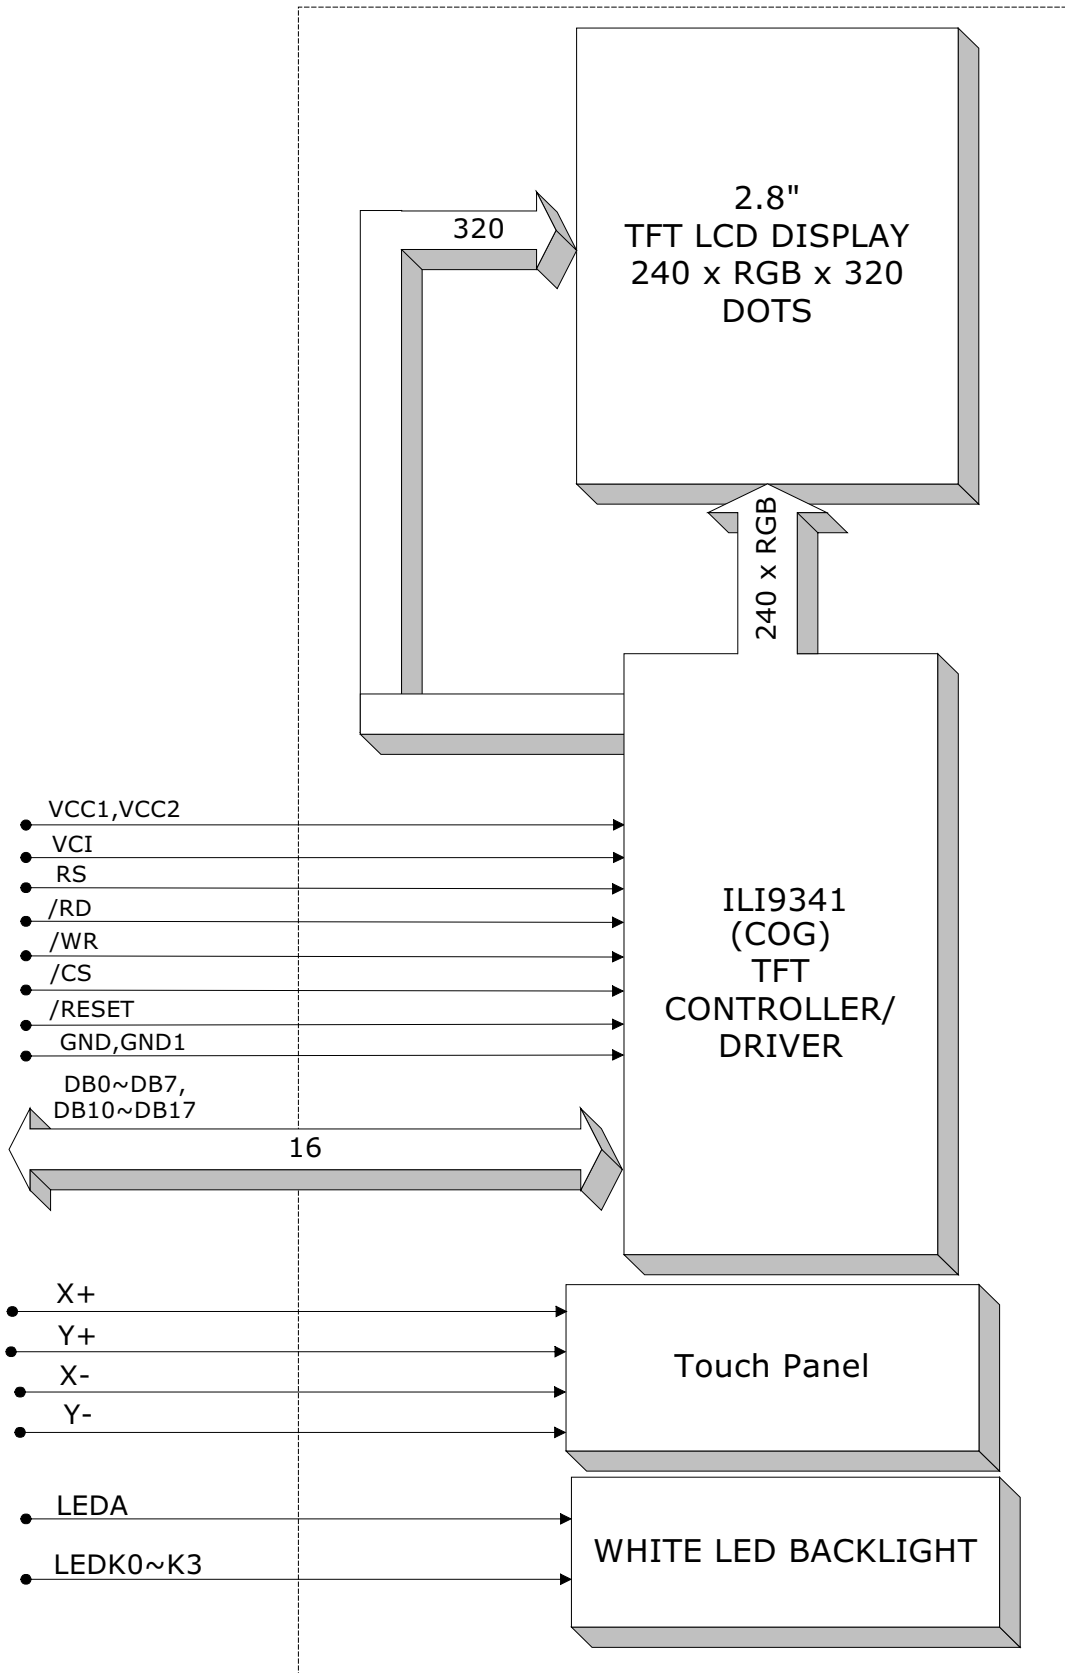 2.8"
TFT LCD DISPLAY
240 x RGB x 320
DOTS
320
240 x RGB
VCC1,VCC2
VCI
RS
/RD
/WR
/CS
/RESET
GND,GND1
DB0~DB7,
DB10~DB17
16
ILI9341
(COG)
TFT
CONTROLLER/
DRIVER
X+
Y+
X-
Y-
Touch Panel
LEDA
LEDK0~K3
WHITE LED BACKLIGHT